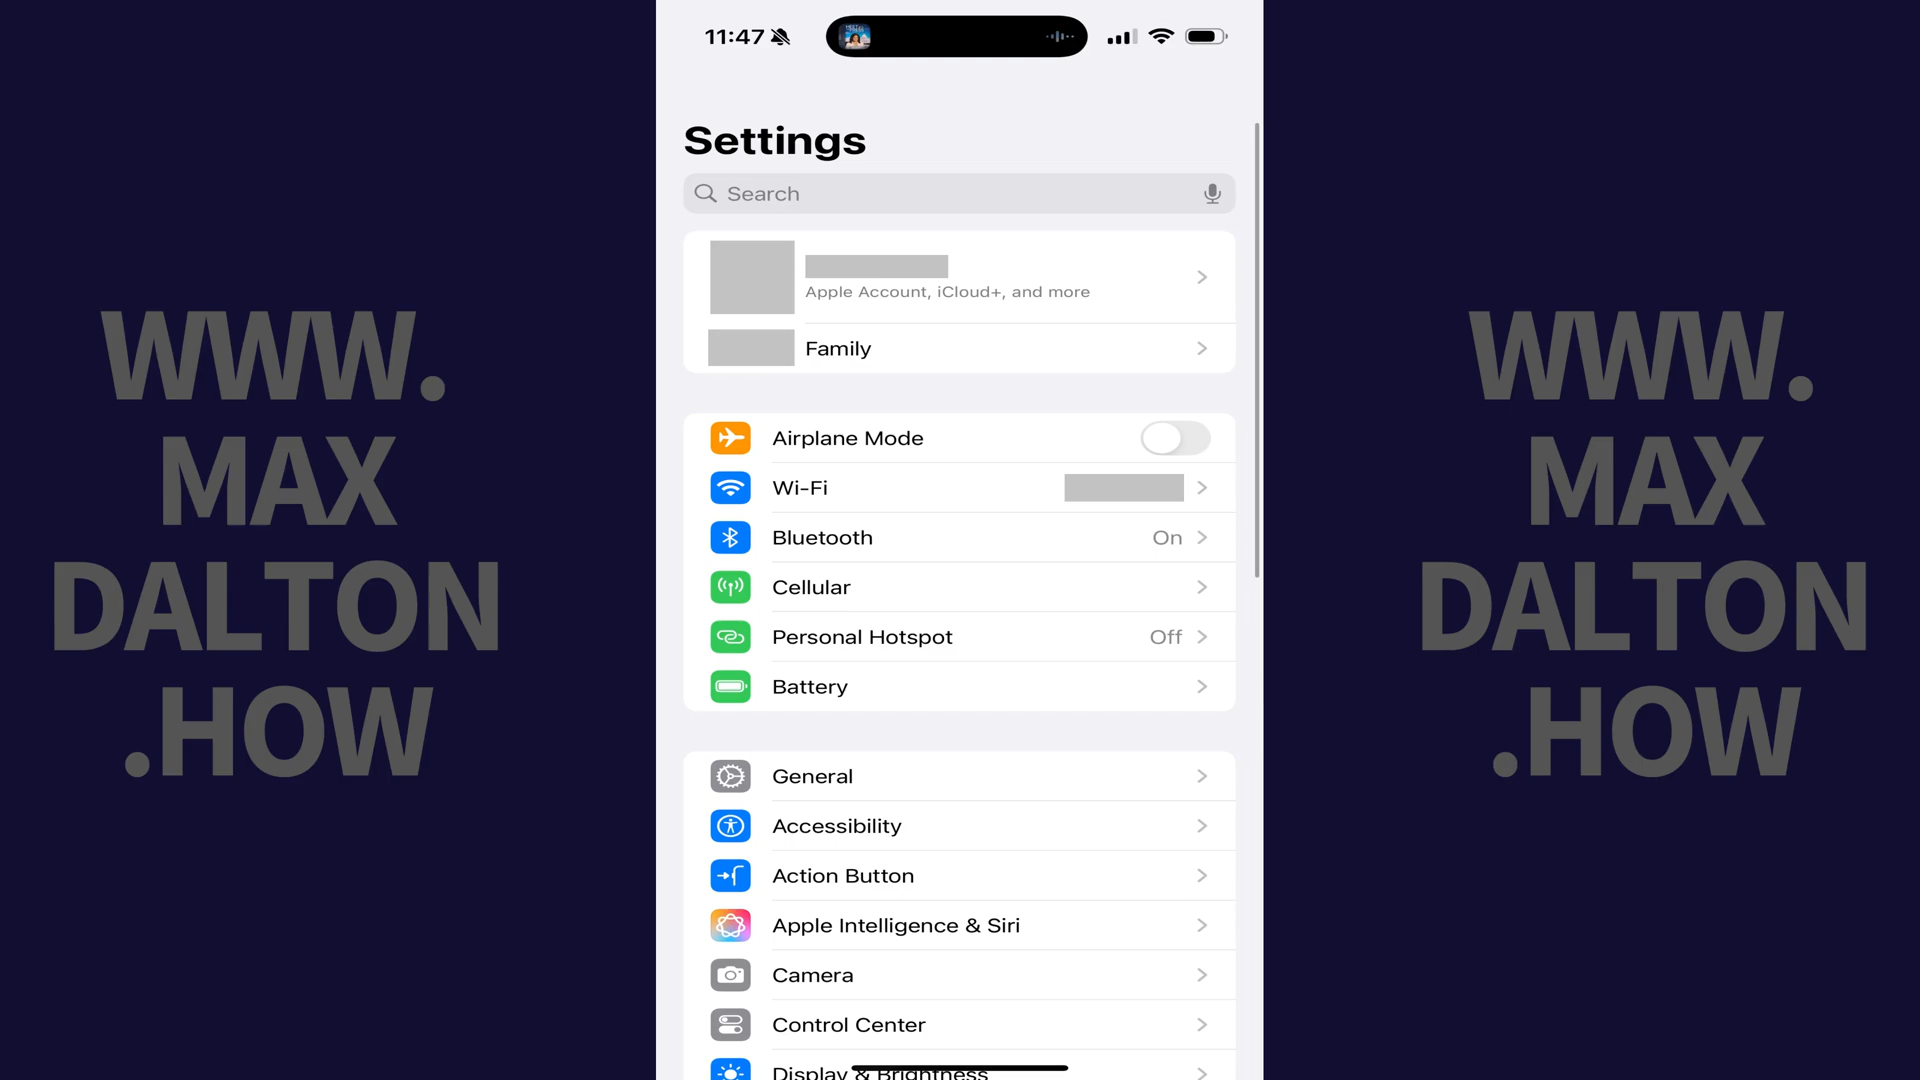 WWW.
MAX
DALTON
.HOW
11:47
Settings
Search
Apple Account, iCloud+, and more
Family
Airplane Mode
Wi-Fi
Bluetooth On
Cellular
Personal Hotspot Off
Battery
General
Accessibility
Action Button
Apple Intelligence & Siri
Camera
Control Center
Display & Brightness
WWW.
MAX
DALTON
.HOW